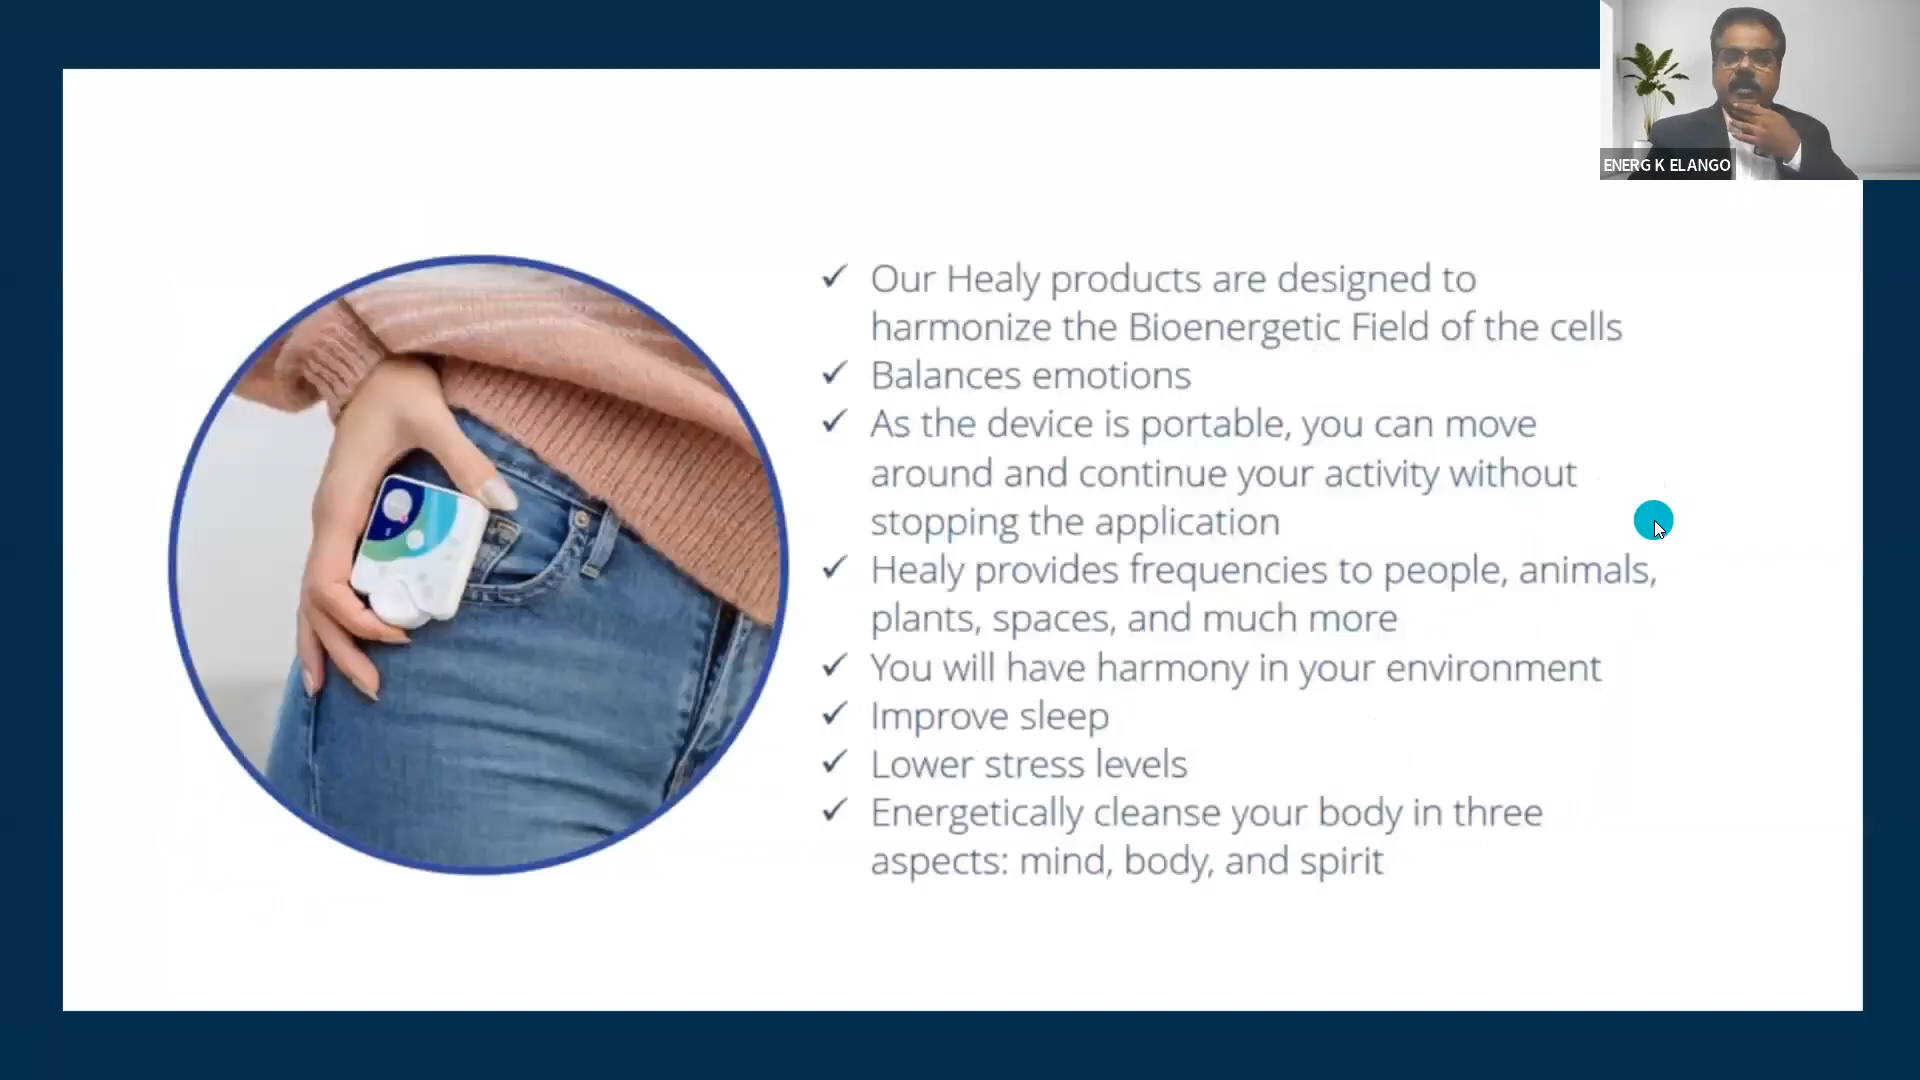 ENERG K ELANGO
✓ Our Healy products are designed to
harmonize the Bioenergetic Field of the cells
✓ Balances emotions
✓ As the device is portable, you can move
around and continue your activity without
stopping the application
✓ Healy provides frequencies to people, animals,
plants, spaces, and much more
✓ You will have harmony in your environment
✓ Improve sleep
✓ Lower stress levels
✓ Energetically cleanse your body in three
aspects: mind, body, and spirit